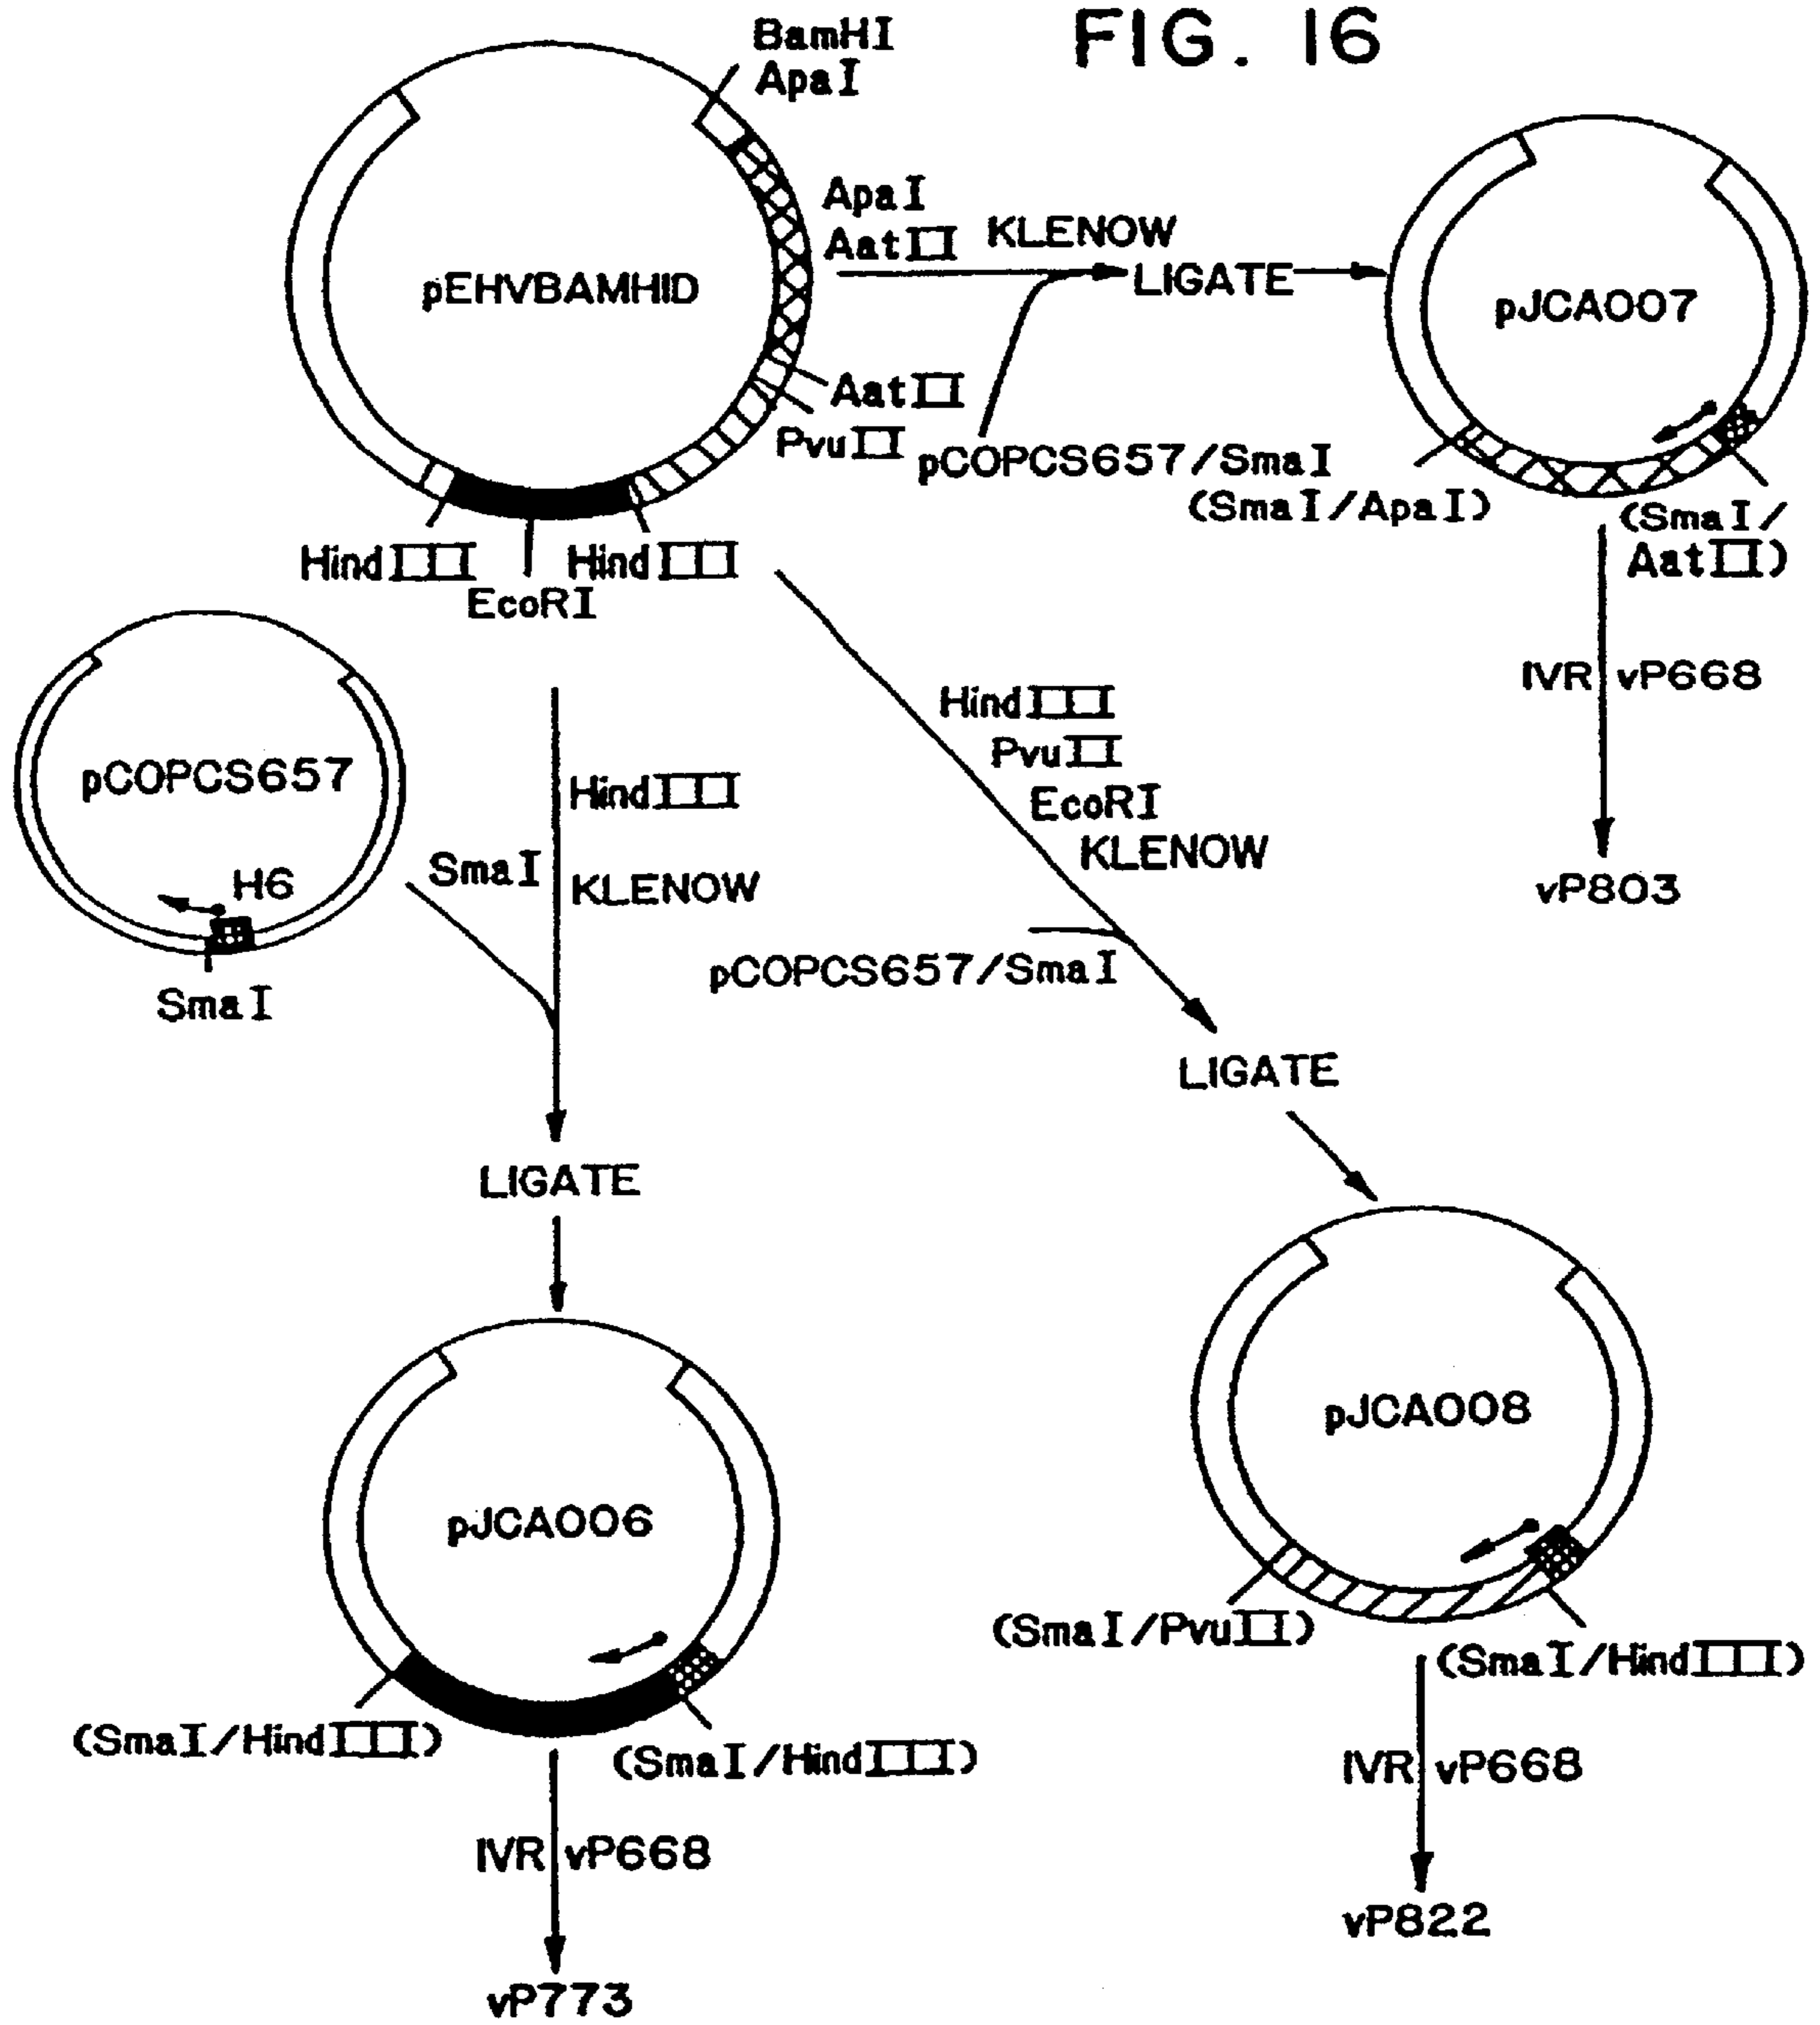 FIG. 16
BamHI
ApaI
pEHVBAMHID
ApaI
AatII
KLENOW
LIGATE
pJCA007
AatII
PvuII
pCOPCS657/SmaI
(SmaI/ApaI)
(SmaI/
AatII)
HindIII
EcoRI
HindIII
IVR
vP668
vP803
pCOPCS657
H6
SmaI
SmaI
HindIII
KLENOW
HindIII
PvuII
EcoRI
KLENOW
pCOPCS657/SmaI
LIGATE
LIGATE
pJCA008
(SmaI/PvuII)
(SmaI/HindIII)
IVR
vP668
vP822
pJCA006
(SmaI/HindIII)
(SmaI/HindIII)
IVR
vP668
vP773